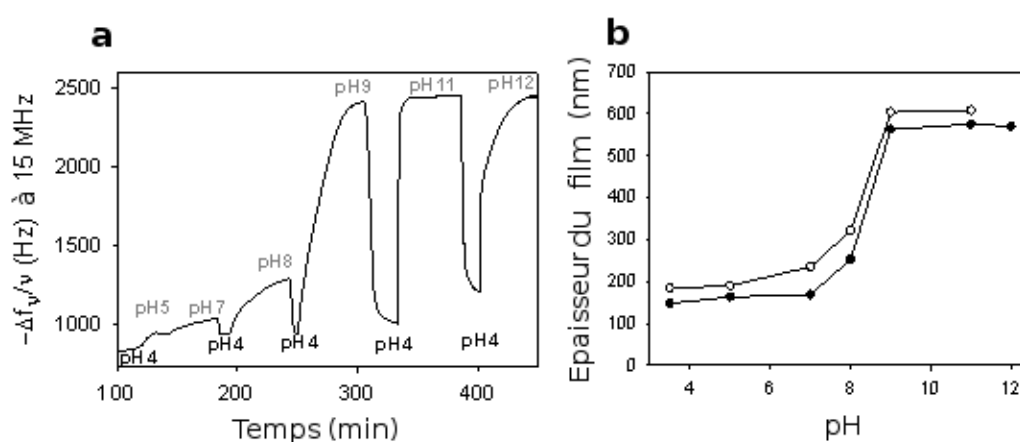 a
−Δfᵥ/ν (Hz) à 15 MHz
2500
2000
1500
1000
pH5
pH7
pH8
pH9
pH11
pH12
pH4
pH4
pH4
pH4
pH4
100
200
300
400
Temps (min)
b
Epaisseur du film (nm)
700
600
500
400
300
200
100
0
4
6
8
10
12
pH